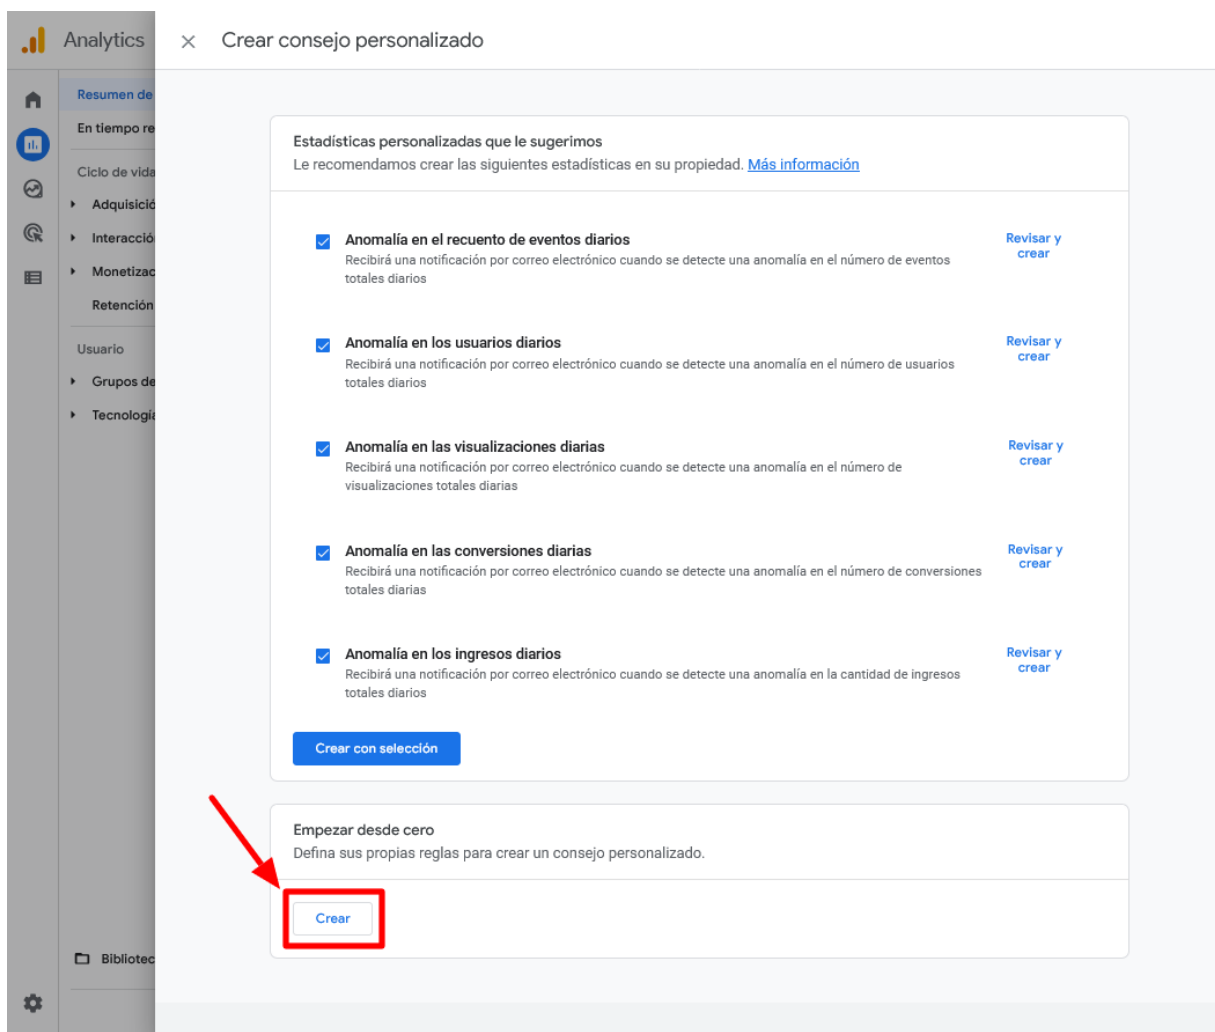 Analytics
Crear consejo personalizado
Resumen de
En tiempo re
Ciclo de vida
Adquisició
Interacció
Monetizac
Retención
Usuario
Grupos de
Tecnología
Bibliotec
Estadísticas personalizadas que le sugerimos
Le recomendamos crear las siguientes estadísticas en su propiedad. Más información
Anomalía en el recuento de eventos diarios
Recibirá una notificación por correo electrónico cuando se detecte una anomalía en el número de eventos
totales diarios
Revisar y
crear
Anomalía en los usuarios diarios
Recibirá una notificación por correo electrónico cuando se detecte una anomalía en el número de usuarios
totales diarios
Revisar y
crear
Anomalía en las visualizaciones diarias
Recibirá una notificación por correo electrónico cuando se detecte una anomalía en el número de
visualizaciones totales diarias
Revisar y
crear
Anomalía en las conversiones diarias
Recibirá una notificación por correo electrónico cuando se detecte una anomalía en el número de conversiones
totales diarias
Revisar y
crear
Anomalía en los ingresos diarios
Recibirá una notificación por correo electrónico cuando se detecte una anomalía en la cantidad de ingresos
totales diarios
Revisar y
crear
Crear con selección
Empezar desde cero
Defina sus propias reglas para crear un consejo personalizado.
Crear